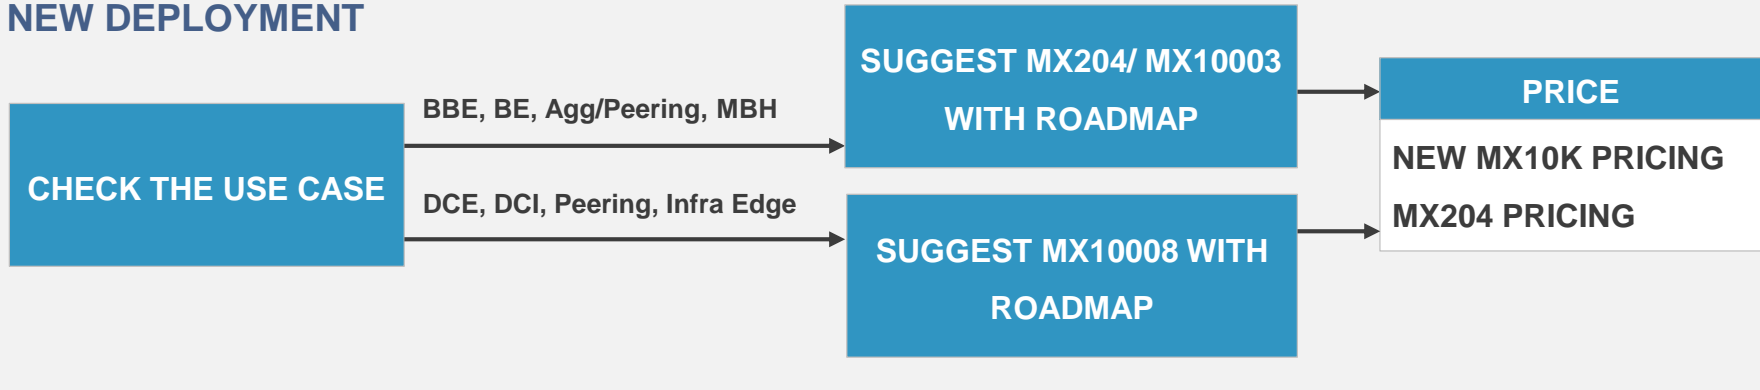 NEW DEPLOYMENT
CHECK THE USE CASE
BBE, BE, Agg/Peering, MBH
DCE, DCI, Peering, Infra Edge
SUGGEST MX204/ MX10003
WITH ROADMAP
SUGGEST MX10008 WITH
ROADMAP
PRICE
NEW MX10K PRICING
MX204 PRICING